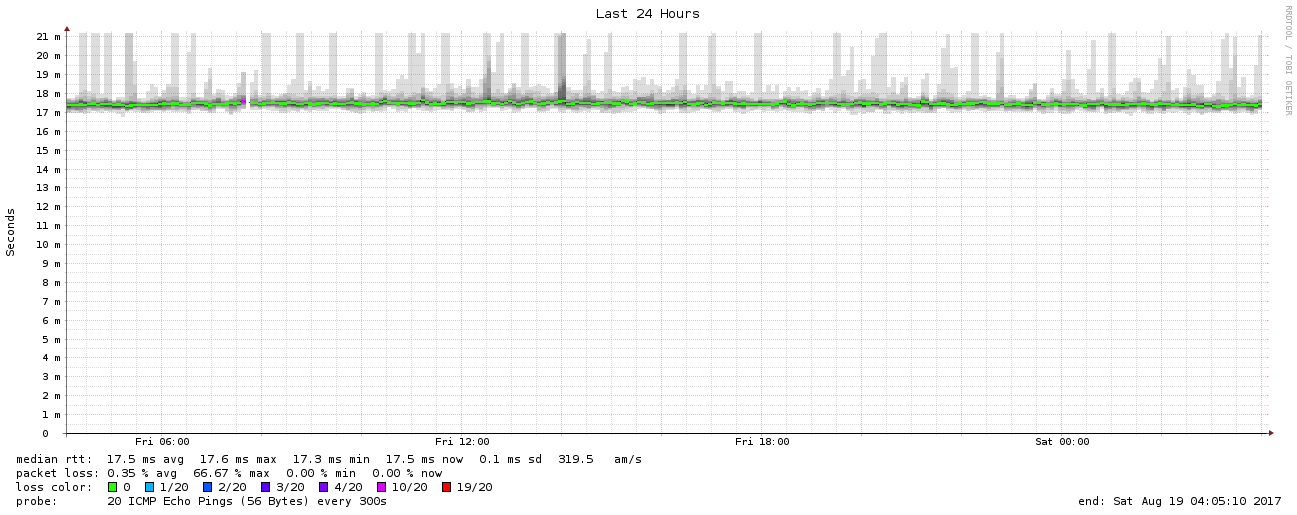 Last 24 Hours
RRDTOOL / TOBI OETIKER
21 m
20 m
19 m
18 m
17 m
16 m
15 m
14 m
13 m
12 m
11 m
10 m
9 m
8 m
7 m
6 m
5 m
4 m
3 m
2 m
1 m
0
Seconds
Fri 06:00 Fri 12:00 Fri 18:00 Sat 00:00
median rtt: 17.5 ms avg 17.6 ms max 17.3 ms min 17.5 ms now 0.1 ms sd 319.5 am/s
packet loss: 0.35 % avg 66.67 % max 0.00 % min 0.00 % now
loss color: 0 1/20 2/20 3/20 4/20 10/20 19/20
probe: 20 ICMP Echo Pings (56 Bytes) every 300s end: Sat Aug 19 04:05:10 2017